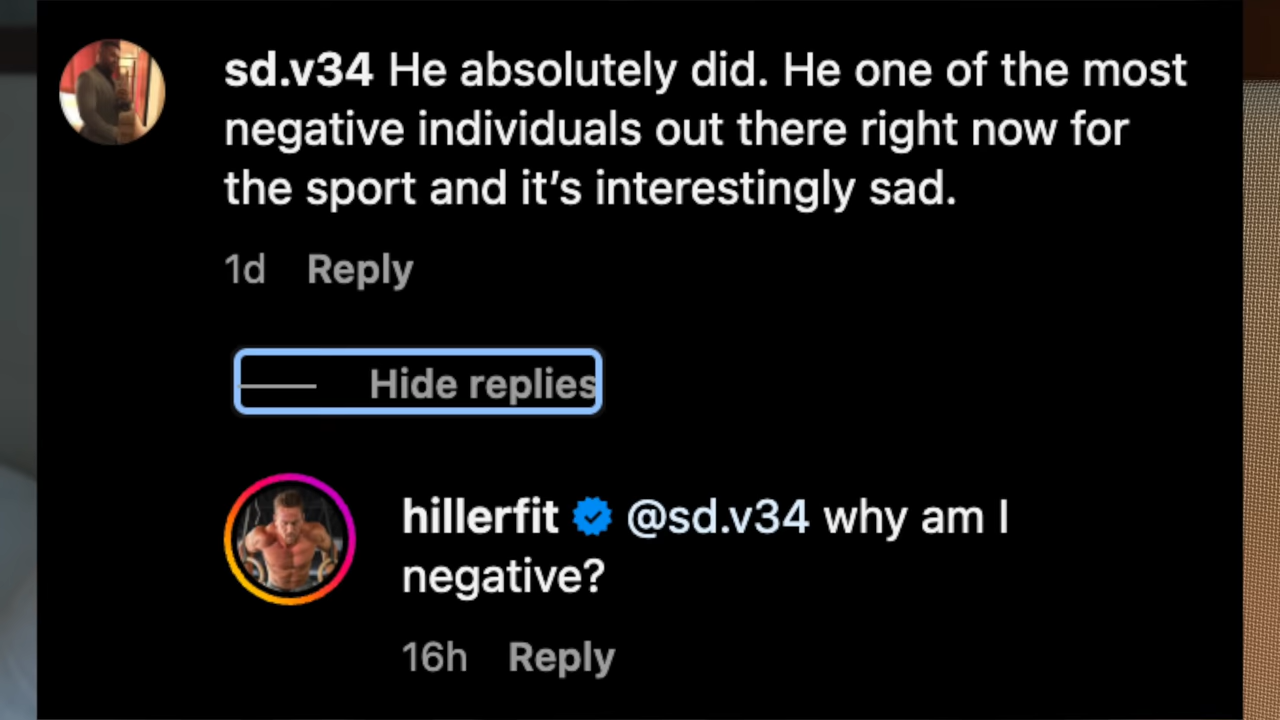 sd.v34 He absolutely did. He one of the most
negative individuals out there right now for
the sport and it’s interestingly sad.
1d Reply
Hide replies
hillerfit @sd.v34 why am I
negative?
16h Reply